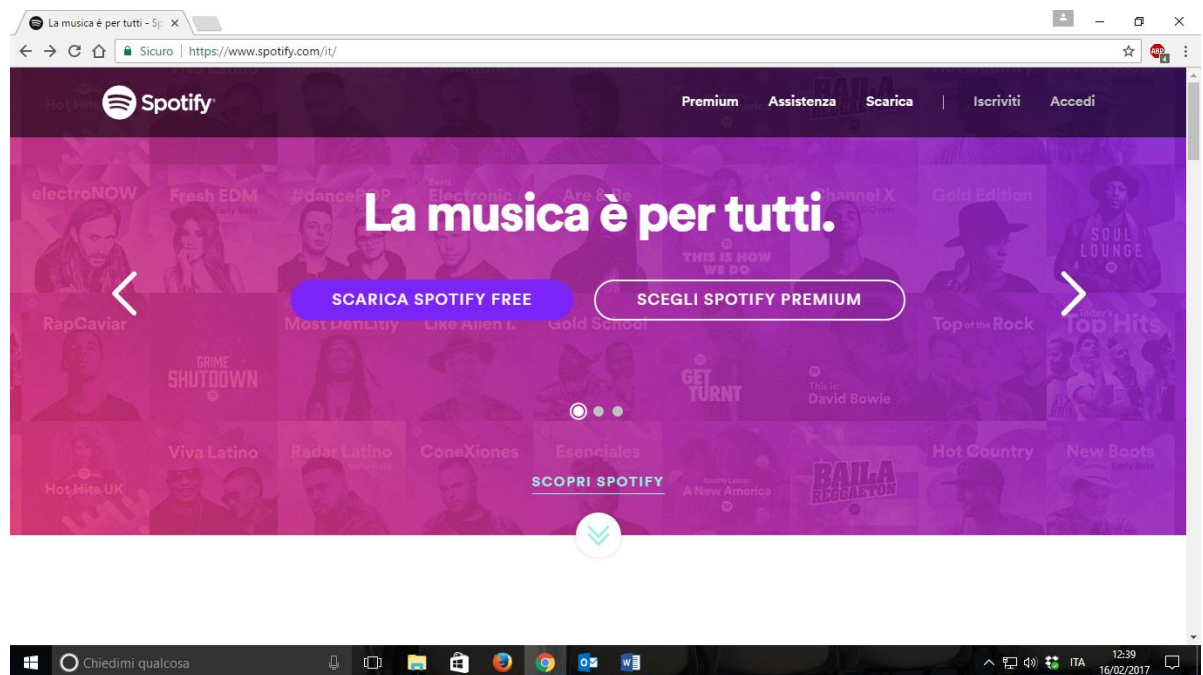 La musica è per tutti - Sp
Sicuro | https://www.spotify.com/it/
ABP
4
Spotify
Premium Assistenza Scarica | Iscriviti Accedi
electroNOW Fresh EDM #dancePOP Electronic Are & Be Channel X Gold Edition
La musica è per tutti.
SOUL
LOUNGE
THIS IS HOW
WE DO
SCARICA SPOTIFY FREE SCEGLI SPOTIFY PREMIUM
RapCaviar Most Definitly Like Allen I. Gold School Top of the Rock Today's Top Hits
GRIME
SHUTDOWN
GET
TURNT
This is:
David Bowie
Viva Latino Radar Latino ConeXiones Esenciales Hot Country New Boots
SCOPRI SPOTIFY
Hot Hits UK A New America BAILA
REGGAETON
Chiedimi qualcosa
ITA
12:39
16/02/2017